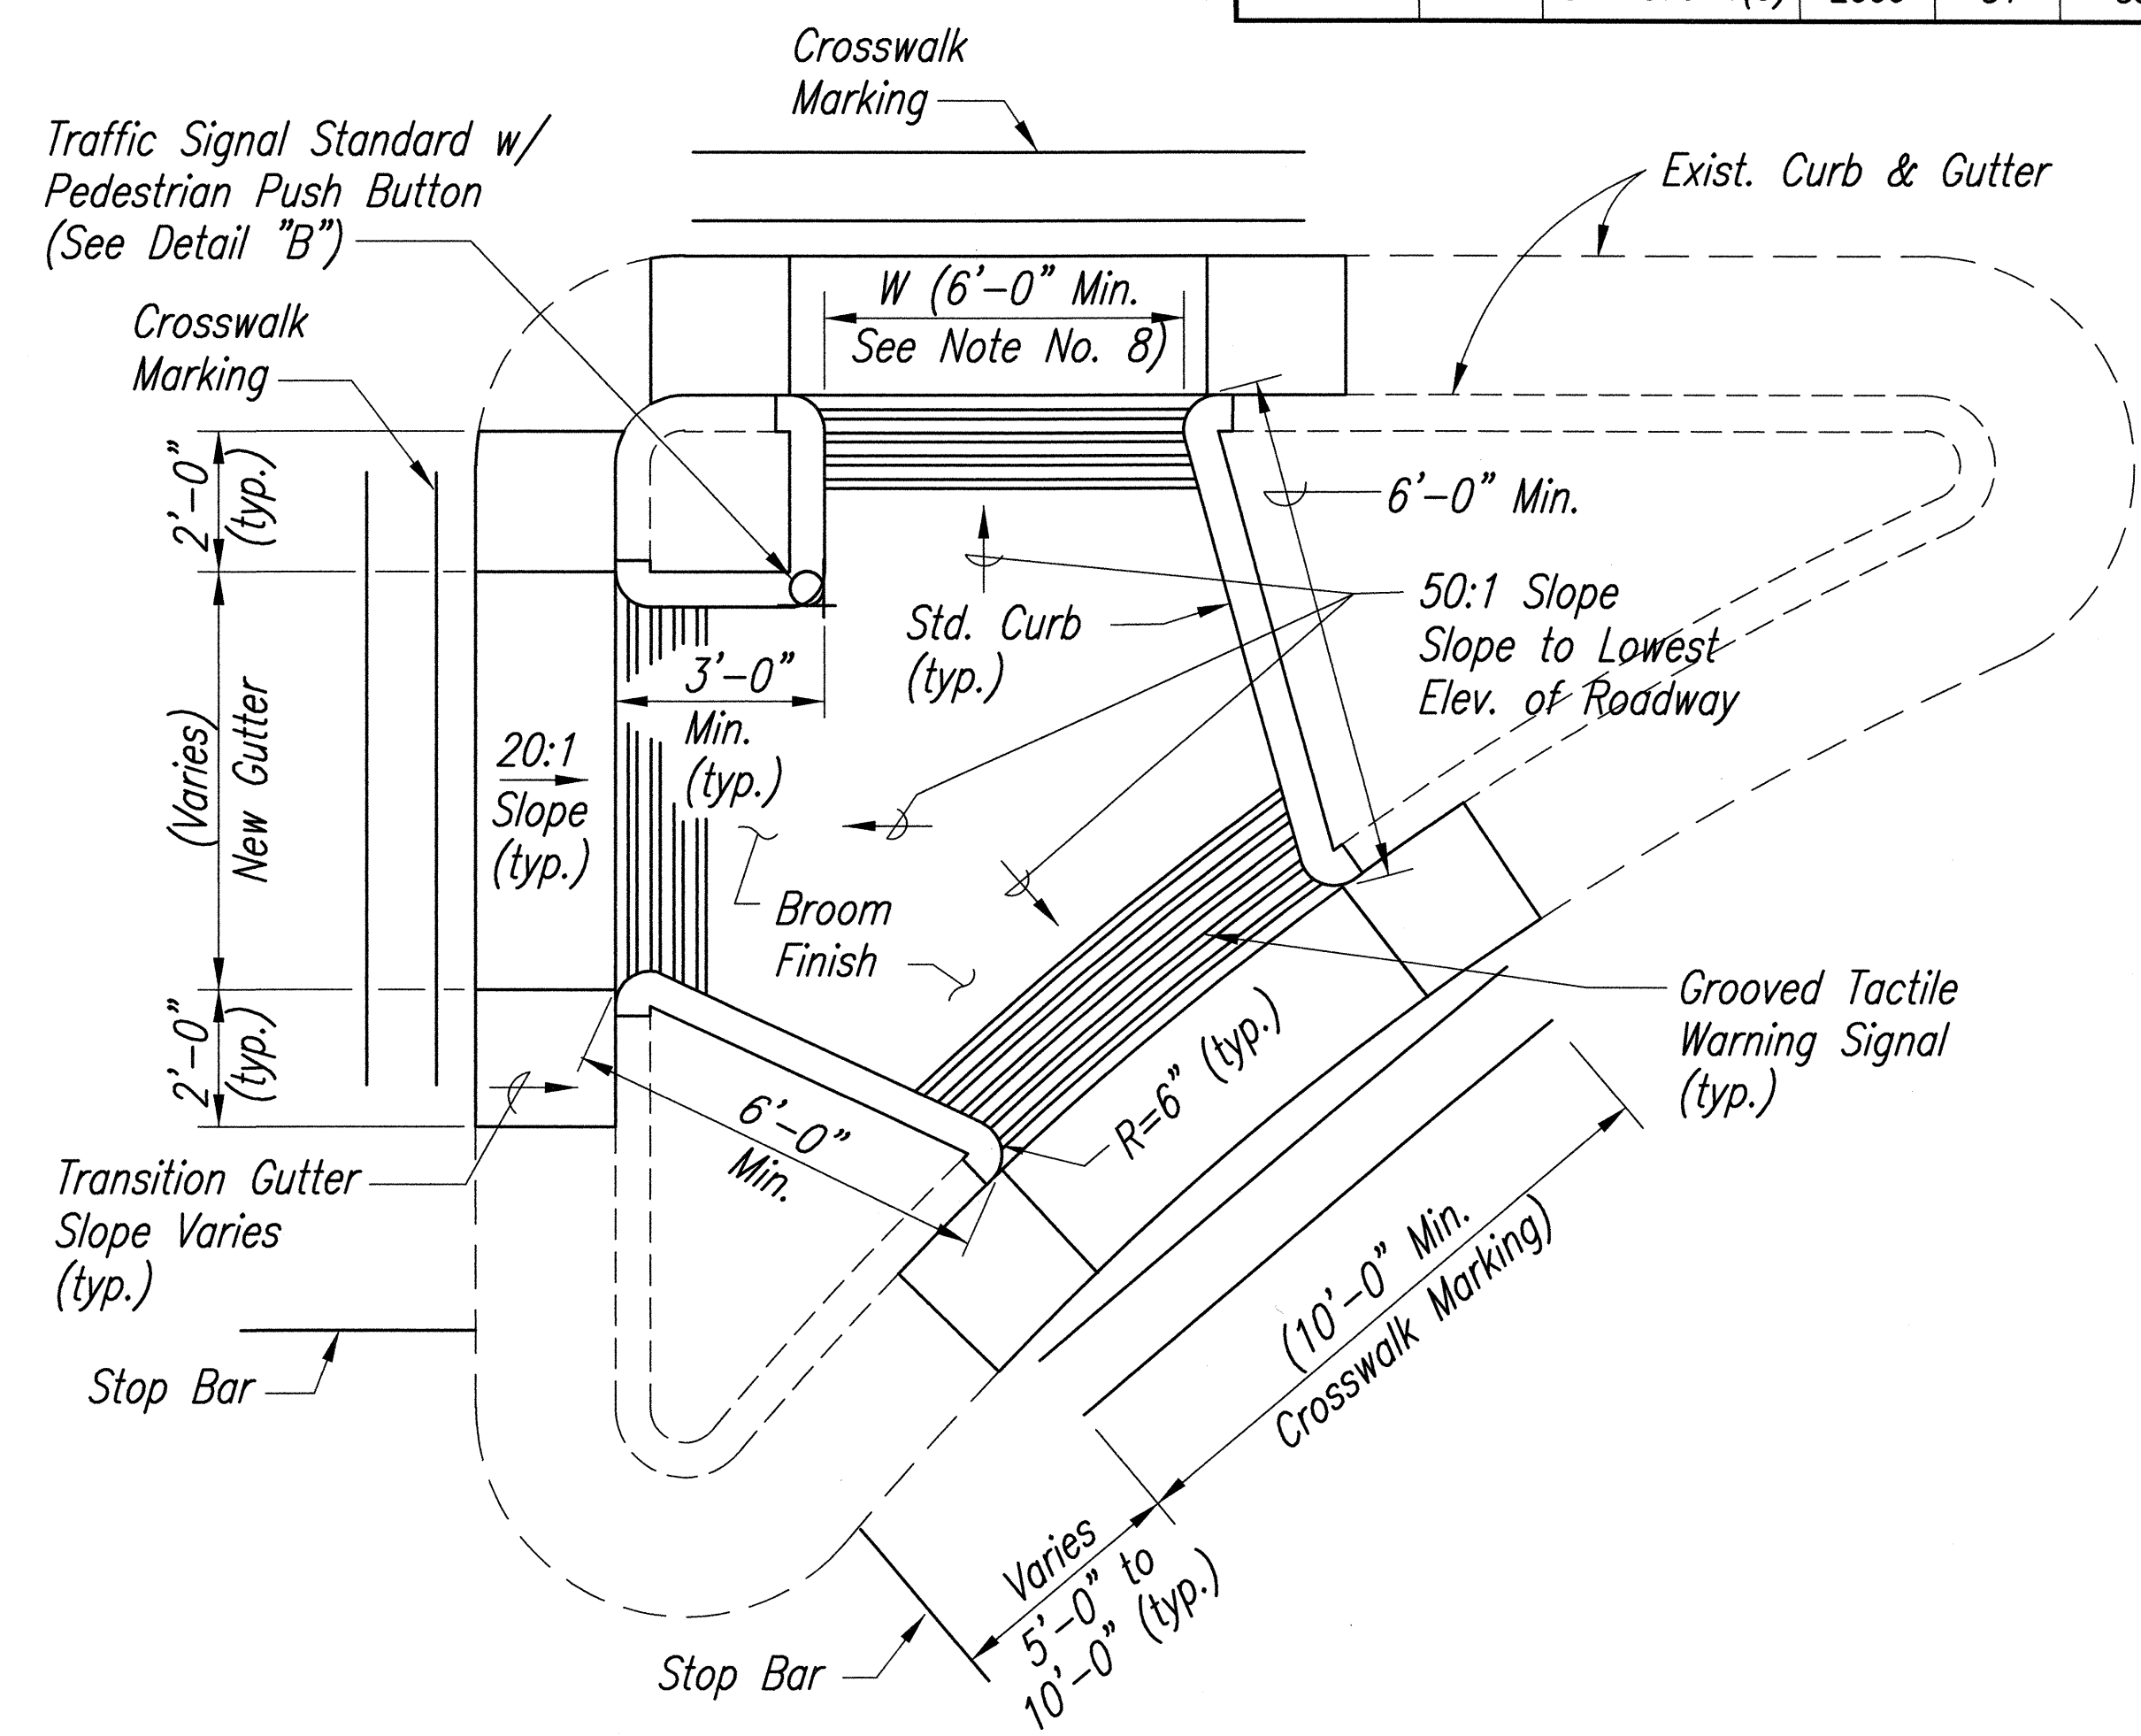 Crosswalk
Marking
Traffic Signal Standard w/
Pedestrian Push Button
(See Detail "B")
Exist. Curb & Gutter
W (6'-0" Min.
See Note No. 8)
Crosswalk
Marking
2'-0"
(typ.)
6'-0" Min.
50:1 Slope
Slope to Lowest
Elev. of Roadway
Std. Curb
(typ.)
3'-0"
Min.
(typ.)
(Varies)
New Gutter
20:1
Slope
(typ.)
Broom
Finish
Grooved Tactile
Warning Signal
(typ.)
2'-0"
(typ.)
6'-0"
Min.
R=6" (typ.)
Transition Gutter
Slope Varies
(typ.)
(10'-0" Min.
Crosswalk Marking)
Stop Bar
Varies
5'-0" to
10'-0" (typ.)
Stop Bar